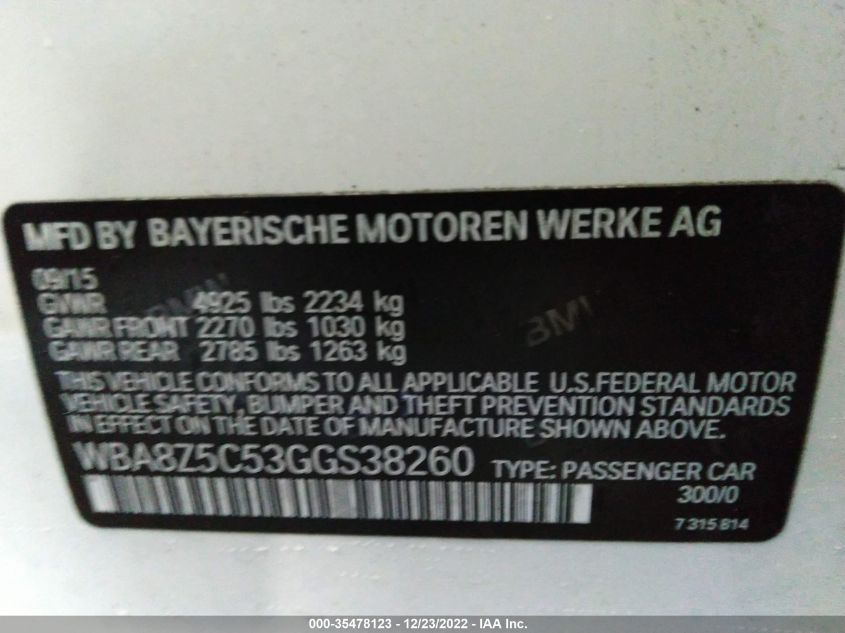 MFD BY BAYERISCHE MOTOREN WERKE AG
09/15
GVWR 4925 lbs 2234 kg
GAWR FRONT 2270 lbs 1030 kg
GAWR REAR 2785 lbs 1263 kg
THIS VEHICLE CONFORMS TO ALL APPLICABLE U.S.FEDERAL MOTOR
VEHICLE SAFETY, BUMPER AND THEFT PREVENTION STANDARDS
IN EFFECT ON THE DATE OF MANUFACTURE SHOWN ABOVE.
WBA8Z5C53GGS38260 TYPE: PASSENGER CAR
300/0
7 315 814
000-35478123 - 12/23/2022 - IAA Inc.